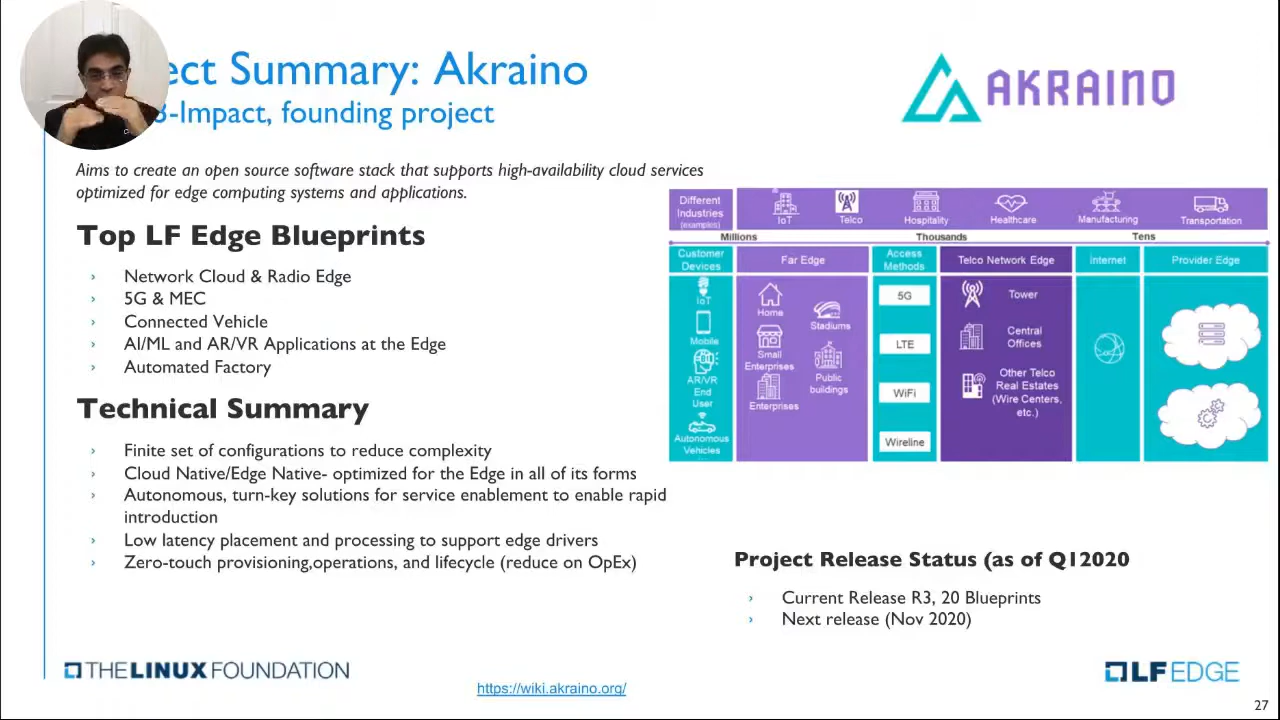 ect Summary: Akraino
-Impact, founding project
AKRAINO
Aims to create an open source software stack that supports high-availability cloud services
optimized for edge computing systems and applications.
Top LF Edge Blueprints
› Network Cloud & Radio Edge
› 5G & MEC
› Connected Vehicle
› AI/ML and AR/VR Applications at the Edge
› Automated Factory
Technical Summary
› Finite set of configurations to reduce complexity
› Cloud Native/Edge Native- optimized for the Edge in all of its forms
› Autonomous, turn-key solutions for service enablement to enable rapid
introduction
› Low latency placement and processing to support edge drivers
› Zero-touch provisioning,operations, and lifecycle (reduce on OpEx)
Different
Industries
(examples)
IoT
Telco
Hospitality
Healthcare
Manufacturing
Transportation
Millions
Thousands
Tens
Customer
Devices
Far Edge
Access
Methods
Telco Network Edge
Internet
Provider Edge
IoT
Mobile
AR/VR
End
User
Autonomous
Vehicles
Home
Stadiums
Small
Enterprises
Public
buildings
Enterprises
5G
LTE
WiFi
Wireline
Tower
Central
Offices
Other Telco
Real Estates
(Wire Centers,
etc.)
Project Release Status (as of Q12020
› Current Release R3, 20 Blueprints
› Next release (Nov 2020)
THE LINUX FOUNDATION
https://wiki.akraino.org/
LF EDGE
27